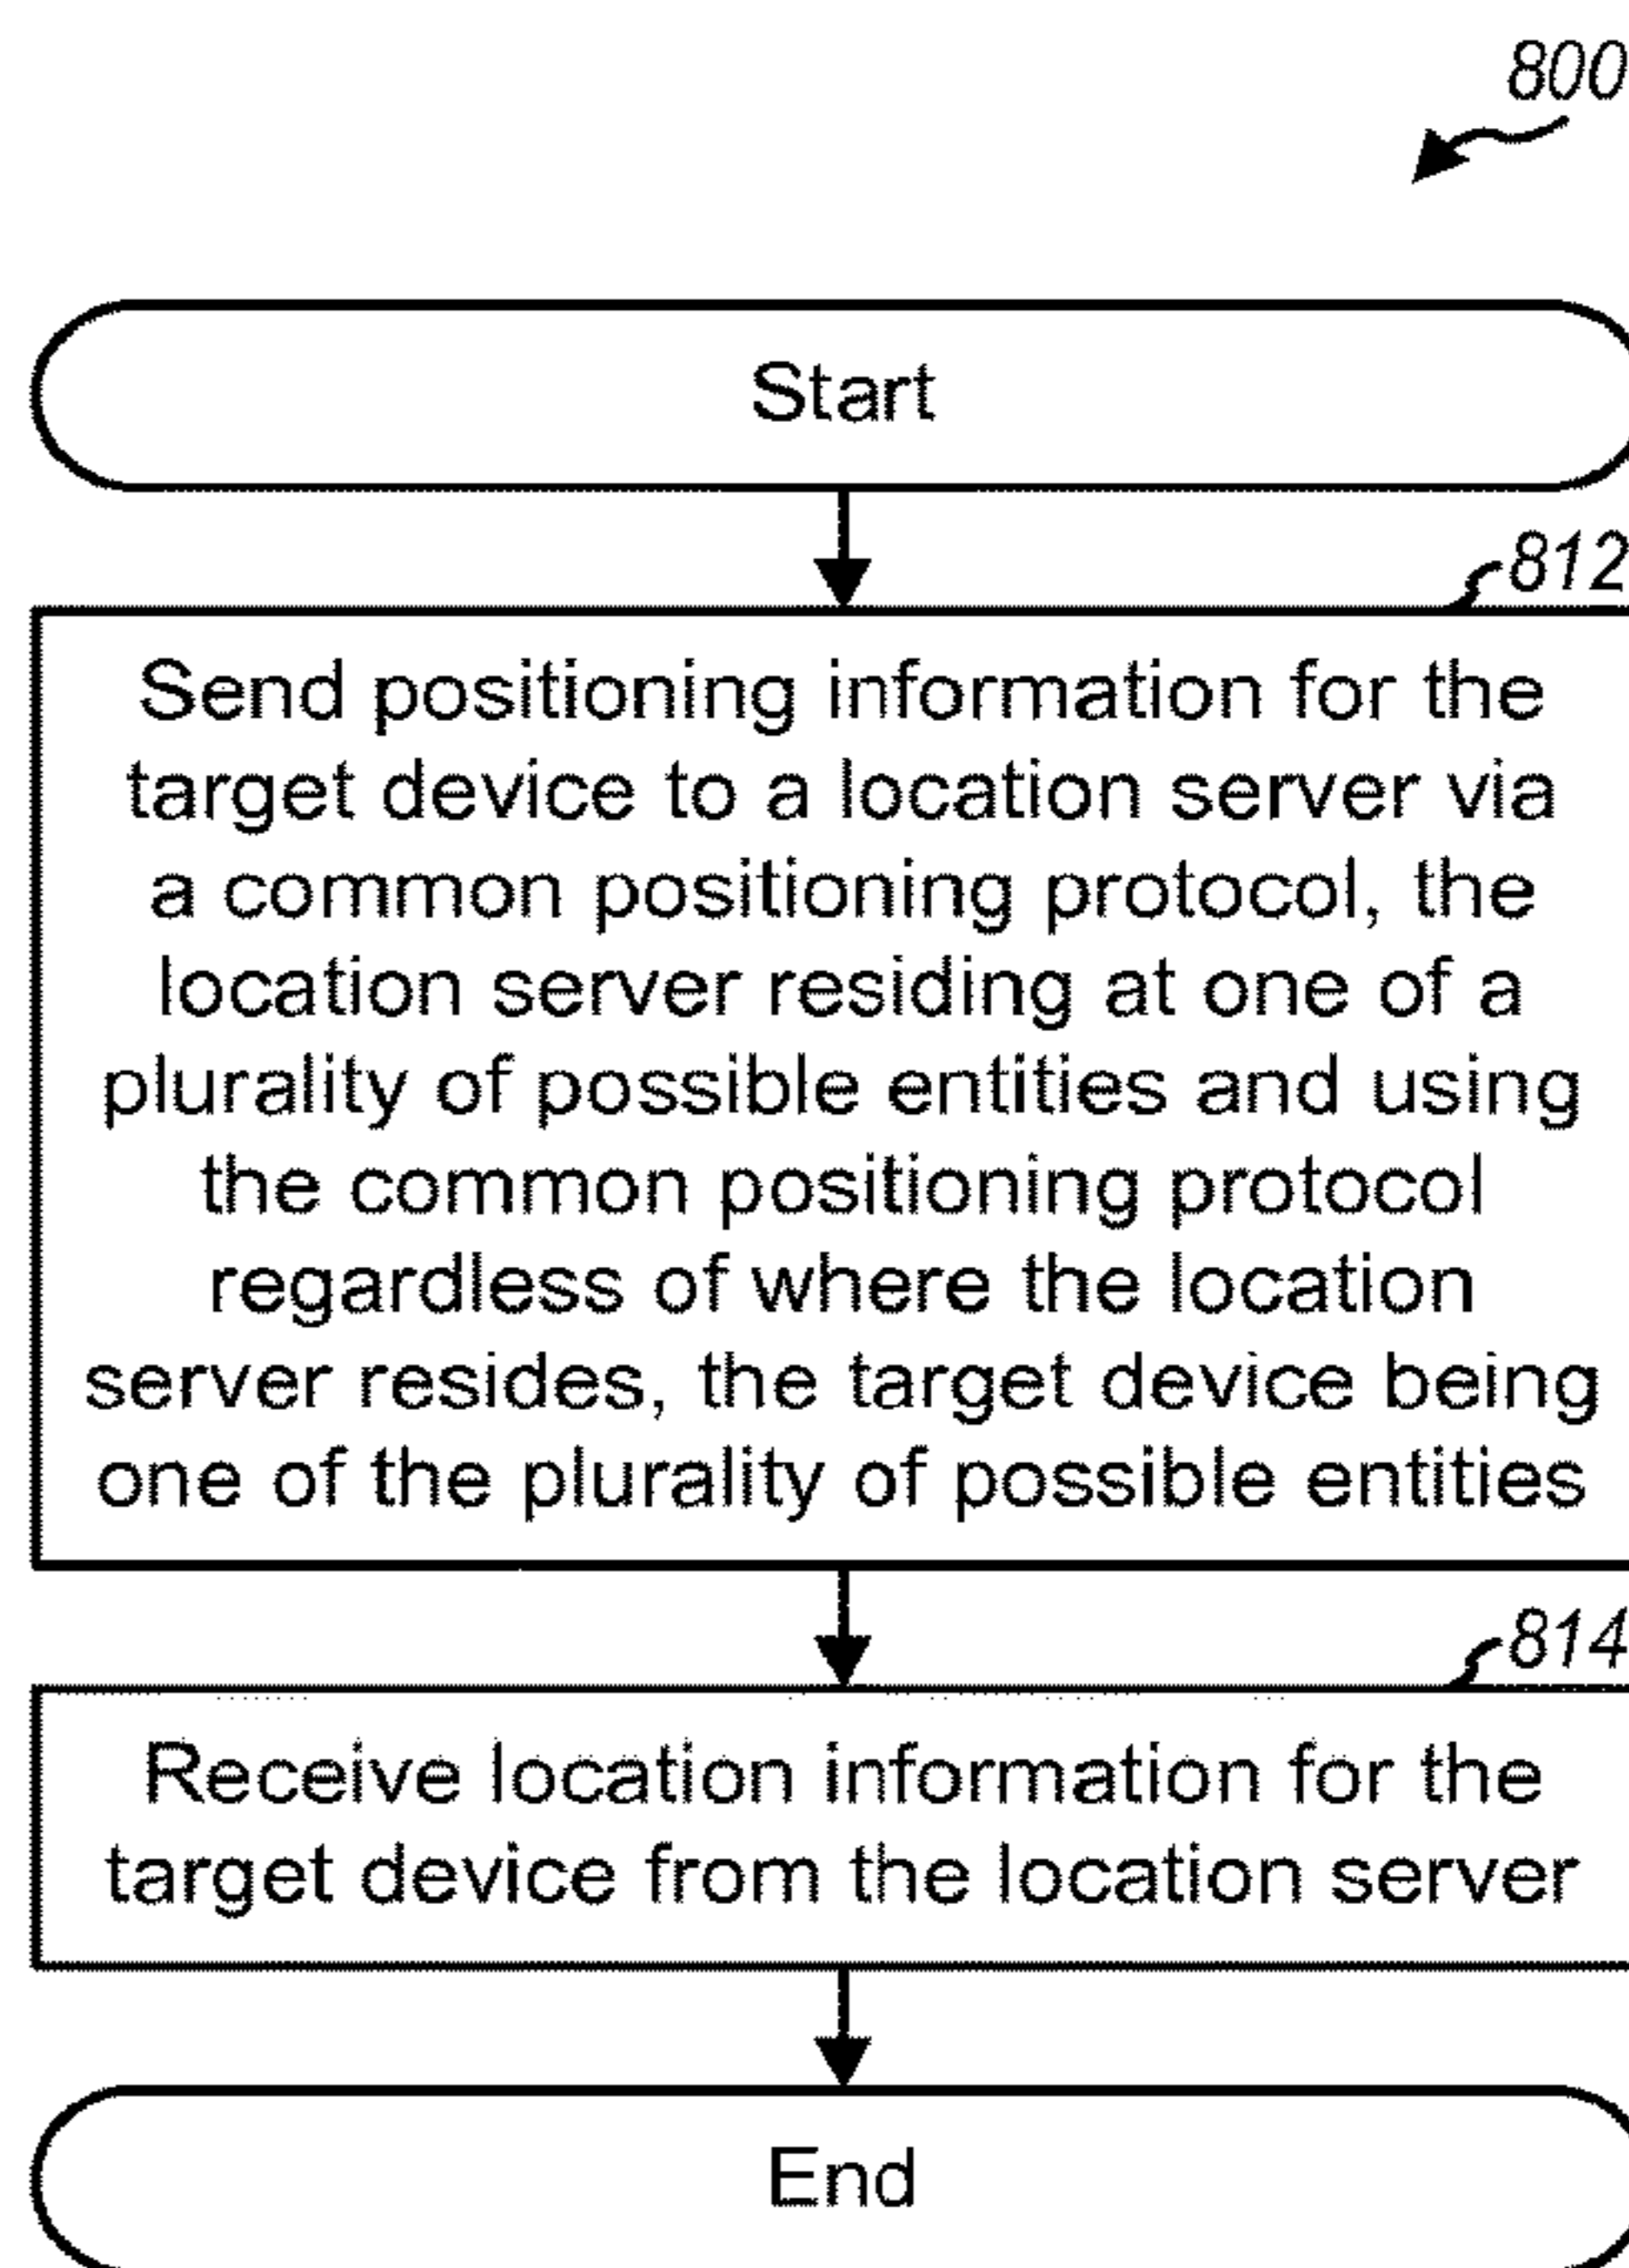 800
Start
812
Send positioning information for the
target device to a location server via
a common positioning protocol, the
location server residing at one of a
plurality of possible entities and using
the common positioning protocol
regardless of where the location
server resides, the target device being
one of the plurality of possible entities
814
Receive location information for the
target device from the location server
End